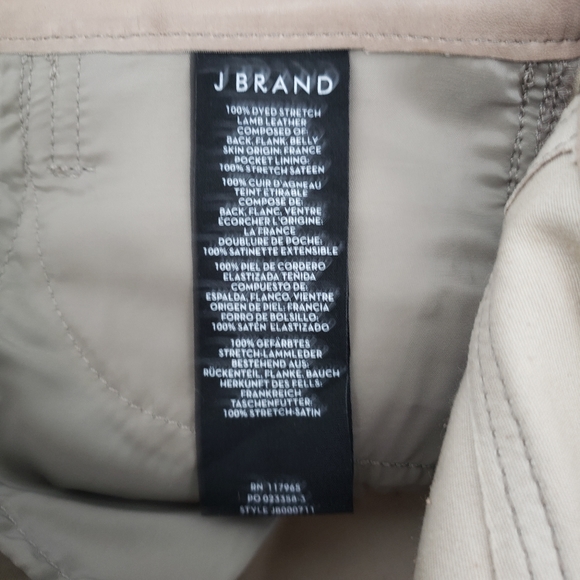 J BRAND
100% DYED STRETCH
LAMB LEATHER
COMPOSED OF:
BACK, FLANK, BELLY
SKIN ORIGIN: FRANCE
POCKET LINING:
100% STRETCH SATEEN
100% CUIR D'AGNEAU
TEINT ÉTIRABLE
COMPOSÉ DE:
BACK, FLANC, VENTRE
ÉCORCHER L'ORIGINE:
LA FRANCE
DOUBLURE DE POCHE:
100% SATINETTE EXTENSIBLE
100% PIEL DE CORDERO
ELASTIZADA TEÑIDA
COMPUESTO DE:
ESPALDA, FLANCO, VIENTRE
ORIGEN DE PIEL: FRANCIA
FORRO DE BOLSILLO:
100% SATÉN ELASTIZADO
100% GEFÄRBTES
STRETCH-LAMMLEDER
BESTEHEND AUS:
RÜCKENTEIL, FLANKE, BAUCH
HERKUNFT DES FELLS:
FRANKREICH
TASCHENFUTTER:
100% STRETCH-SATIN
RN 117965
PO 023356-3
STYLE JB000711